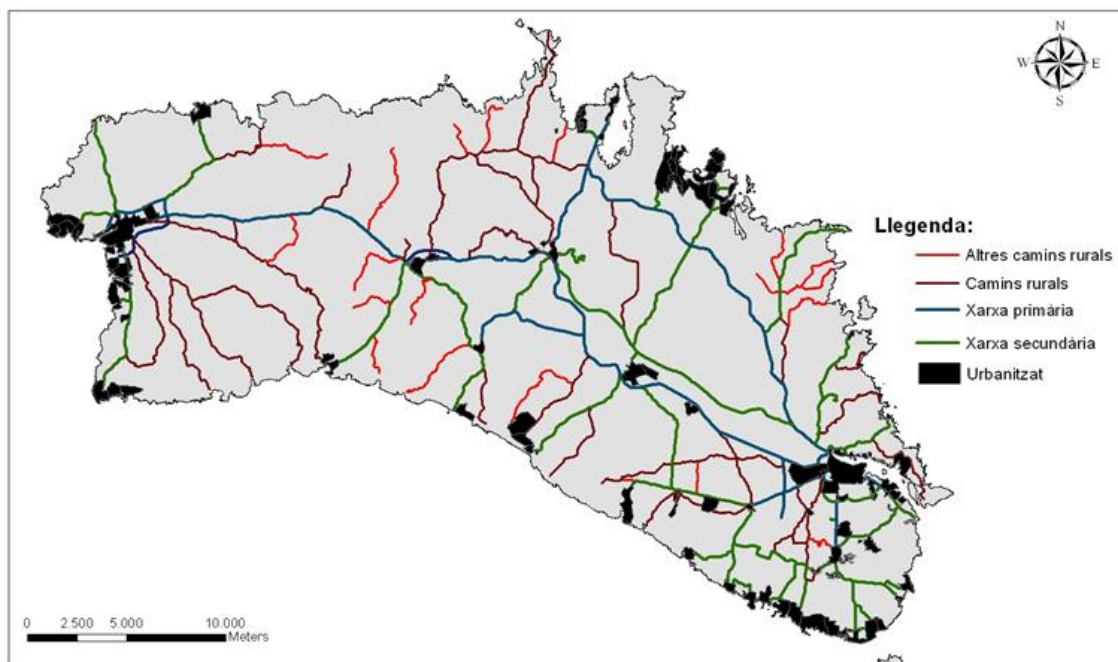 N
W E
S
Llegenda:
Altres camins rurals
Camins rurals
Xarxa primària
Xarxa secundària
Urbanitzat
0 2.500 5.000 10.000
Meters